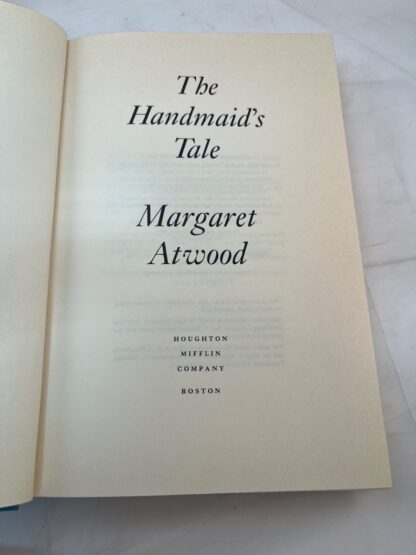 The
Handmaid's
Tale
Margaret
Atwood
HOUGHTON
MIFFLIN
COMPANY
BOSTON